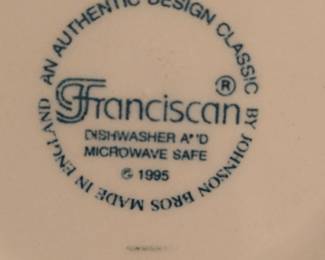 AN AUTHENTIC DESIGN CLASSIC BY JOHNSON BROS MADE IN ENGLAND
Franciscan ®
DISHWASHER A'D
MICROWAVE SAFE
© 1995